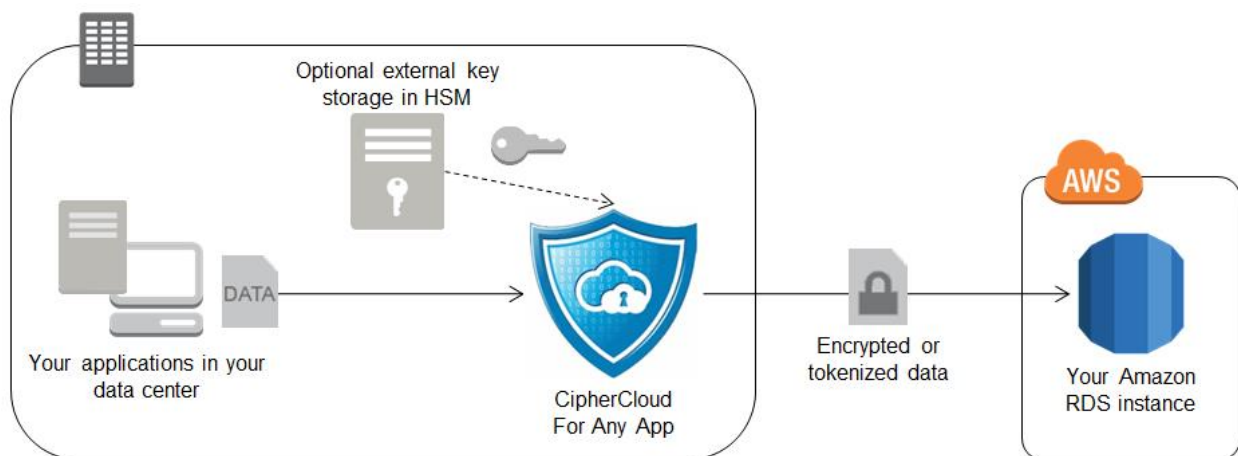 Optional external key
storage in HSM
AWS
DATA
Your applications in your
data center
CipherCloud
For Any App
Encrypted or
tokenized data
Your Amazon
RDS instance